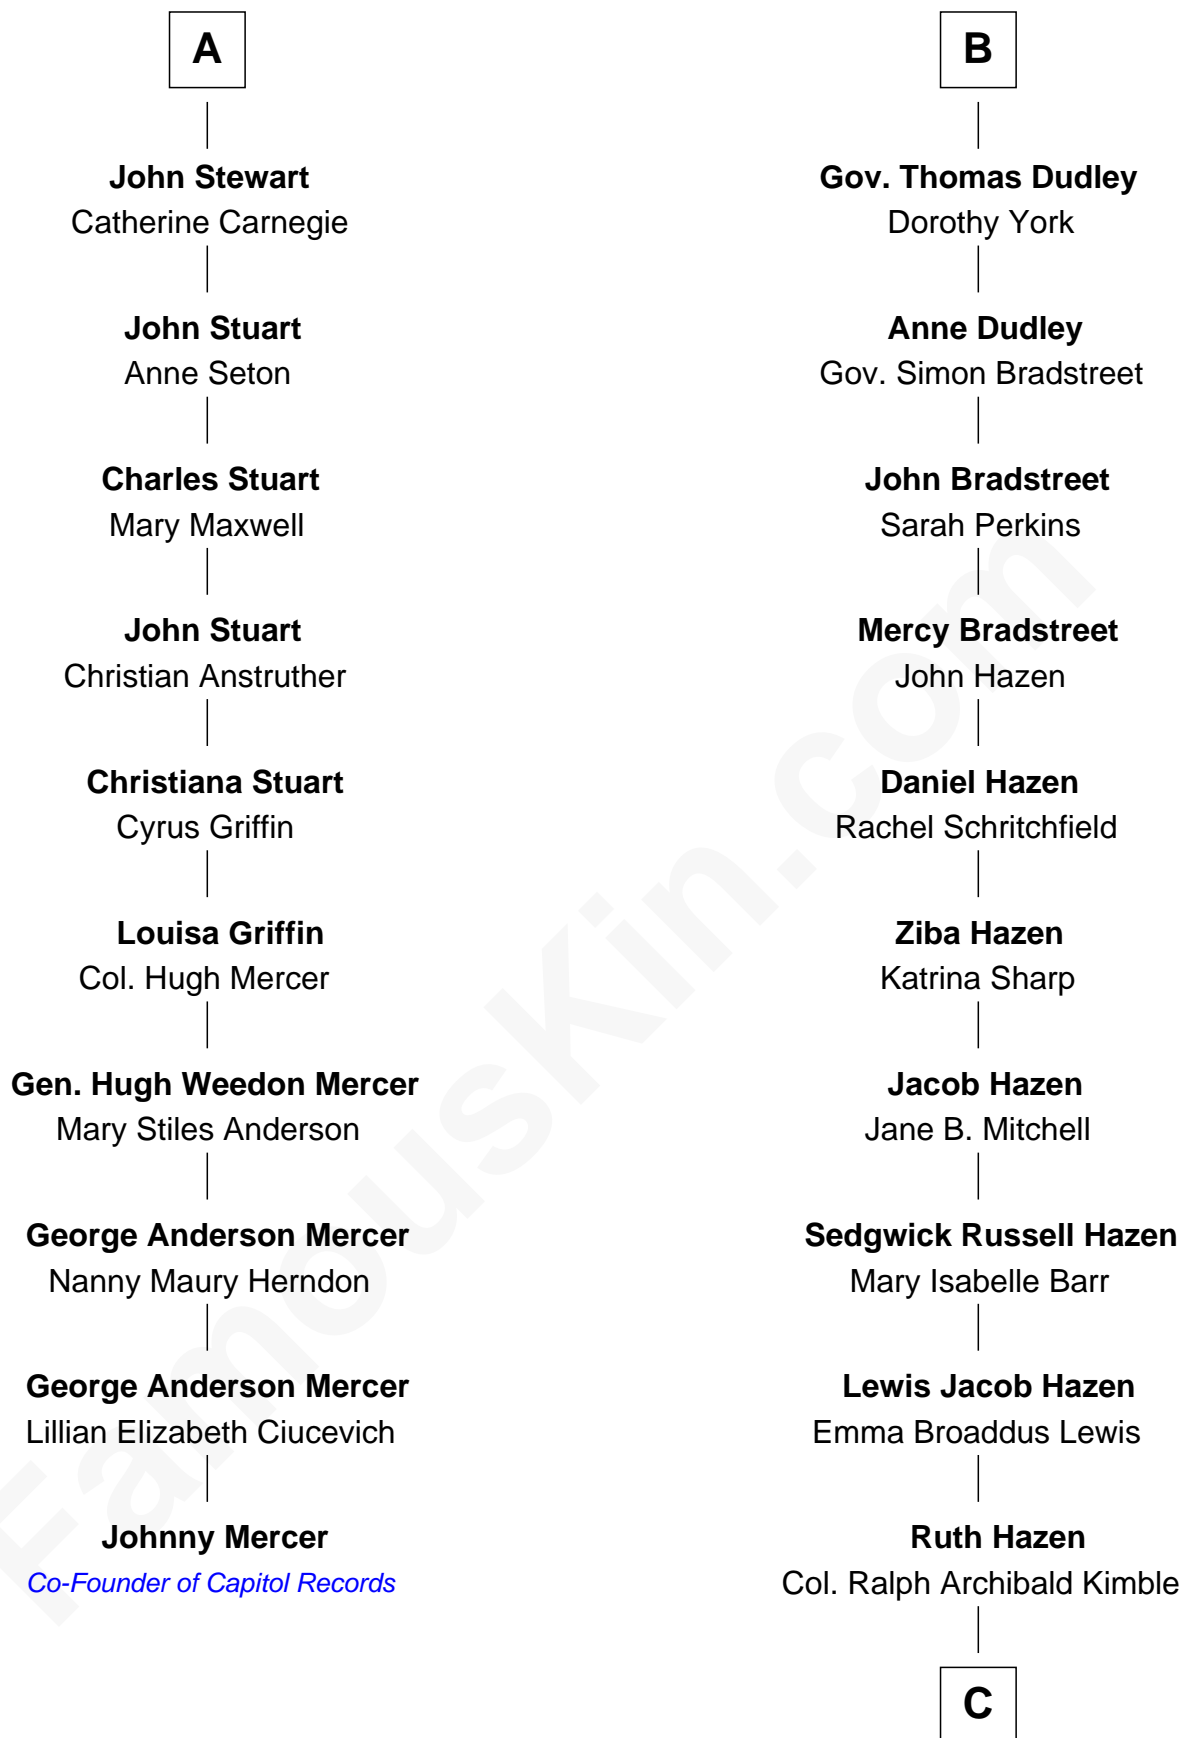 A
John Stewart
Catherine Carnegie
John Stuart
Anne Seton
Charles Stuart
Mary Maxwell
John Stuart
Christian Anstruther
Christiana Stuart
Cyrus Griffin
Louisa Griffin
Col. Hugh Mercer
Gen. Hugh Weedon Mercer
Mary Stiles Anderson
George Anderson Mercer
Nanny Maury Herndon
George Anderson Mercer
Lillian Elizabeth Ciucevich
Johnny Mercer
Co-Founder of Capitol Records
B
Gov. Thomas Dudley
Dorothy York
Anne Dudley
Gov. Simon Bradstreet
John Bradstreet
Sarah Perkins
Mercy Bradstreet
John Hazen
Daniel Hazen
Rachel Schritchfield
Ziba Hazen
Katrina Sharp
Jacob Hazen
Jane B. Mitchell
Sedgwick Russell Hazen
Mary Isabelle Barr
Lewis Jacob Hazen
Emma Broaddus Lewis
Ruth Hazen
Col. Ralph Archibald Kimble
C
FamousKin.com